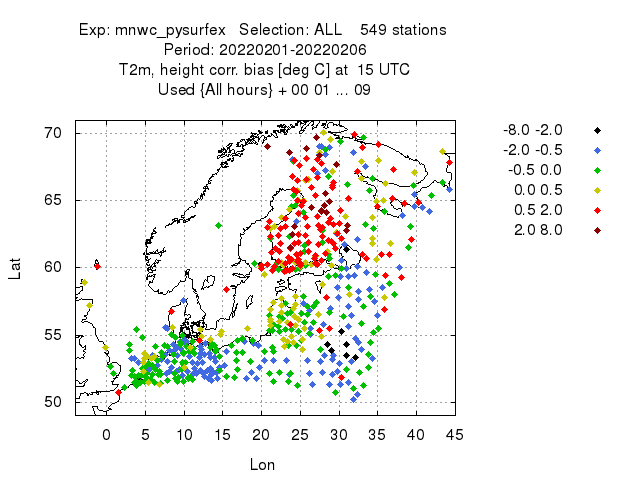 Exp: mnwc_pysurfex   Selection: ALL    549 stations
Period: 20220201-20220206
T2m, height corr. bias [deg C] at  15 UTC
Used {All hours} + 00 01 ... 09
70
65
60
55
50
Lat
0 5 10 15 20 25 30 35 40 45
Lon
-8.0 -2.0
-2.0 -0.5
-0.5 0.0
0.0 0.5
0.5 2.0
2.0 8.0